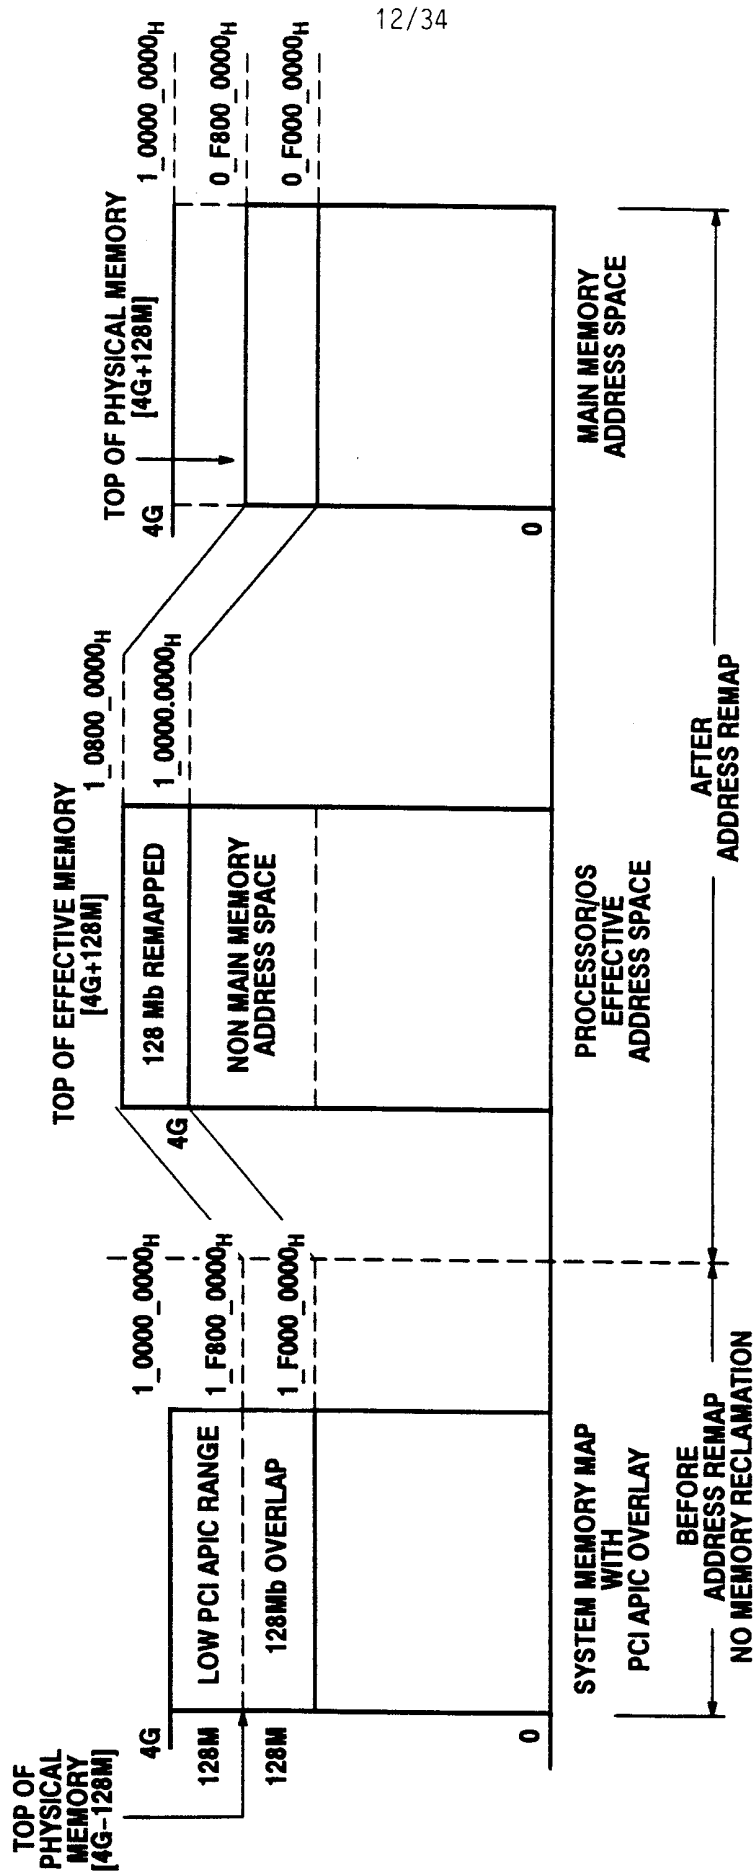 12/34
TOP OF
PHYSICAL
MEMORY
[4G–128M]
4G
128M
128M
0
LOW PCI APIC RANGE
128Mb OVERLAP
1_0000_0000H
1_F800_0000H
1_F000_0000H
SYSTEM MEMORY MAP
WITH
PCI APIC OVERLAY
BEFORE
ADDRESS REMAP
NO MEMORY RECLAMATION
TOP OF EFFECTIVE MEMORY
[4G+128M]
4G
128 Mb REMAPPED
NON MAIN MEMORY
ADDRESS SPACE
1_0800_0000H
1_0000.0000H
PROCESSOR/OS
EFFECTIVE
ADDRESS SPACE
AFTER
ADDRESS REMAP
TOP OF PHYSICAL MEMORY
[4G+128M]
4G
0
1_0000_0000H
0_F800_0000H
0_F000_0000H
MAIN MEMORY
ADDRESS SPACE